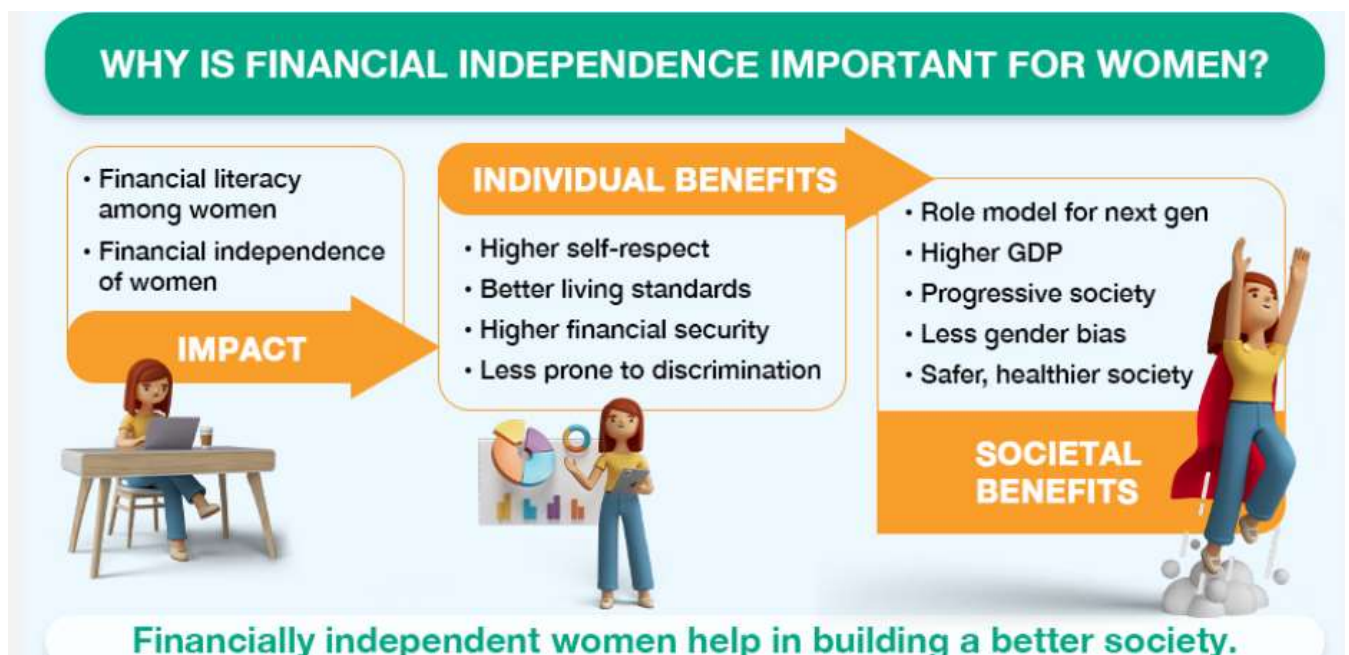 WHY IS FINANCIAL INDEPENDENCE IMPORTANT FOR WOMEN?
• Financial literacy
among women
• Financial independence
of women
IMPACT
INDIVIDUAL BENEFITS
• Higher self-respect
• Better living standards
• Higher financial security
• Less prone to discrimination
• Role model for next gen
• Higher GDP
• Progressive society
• Less gender bias
• Safer, healthier society
SOCIETAL
BENEFITS
Financially independent women help in building a better society.